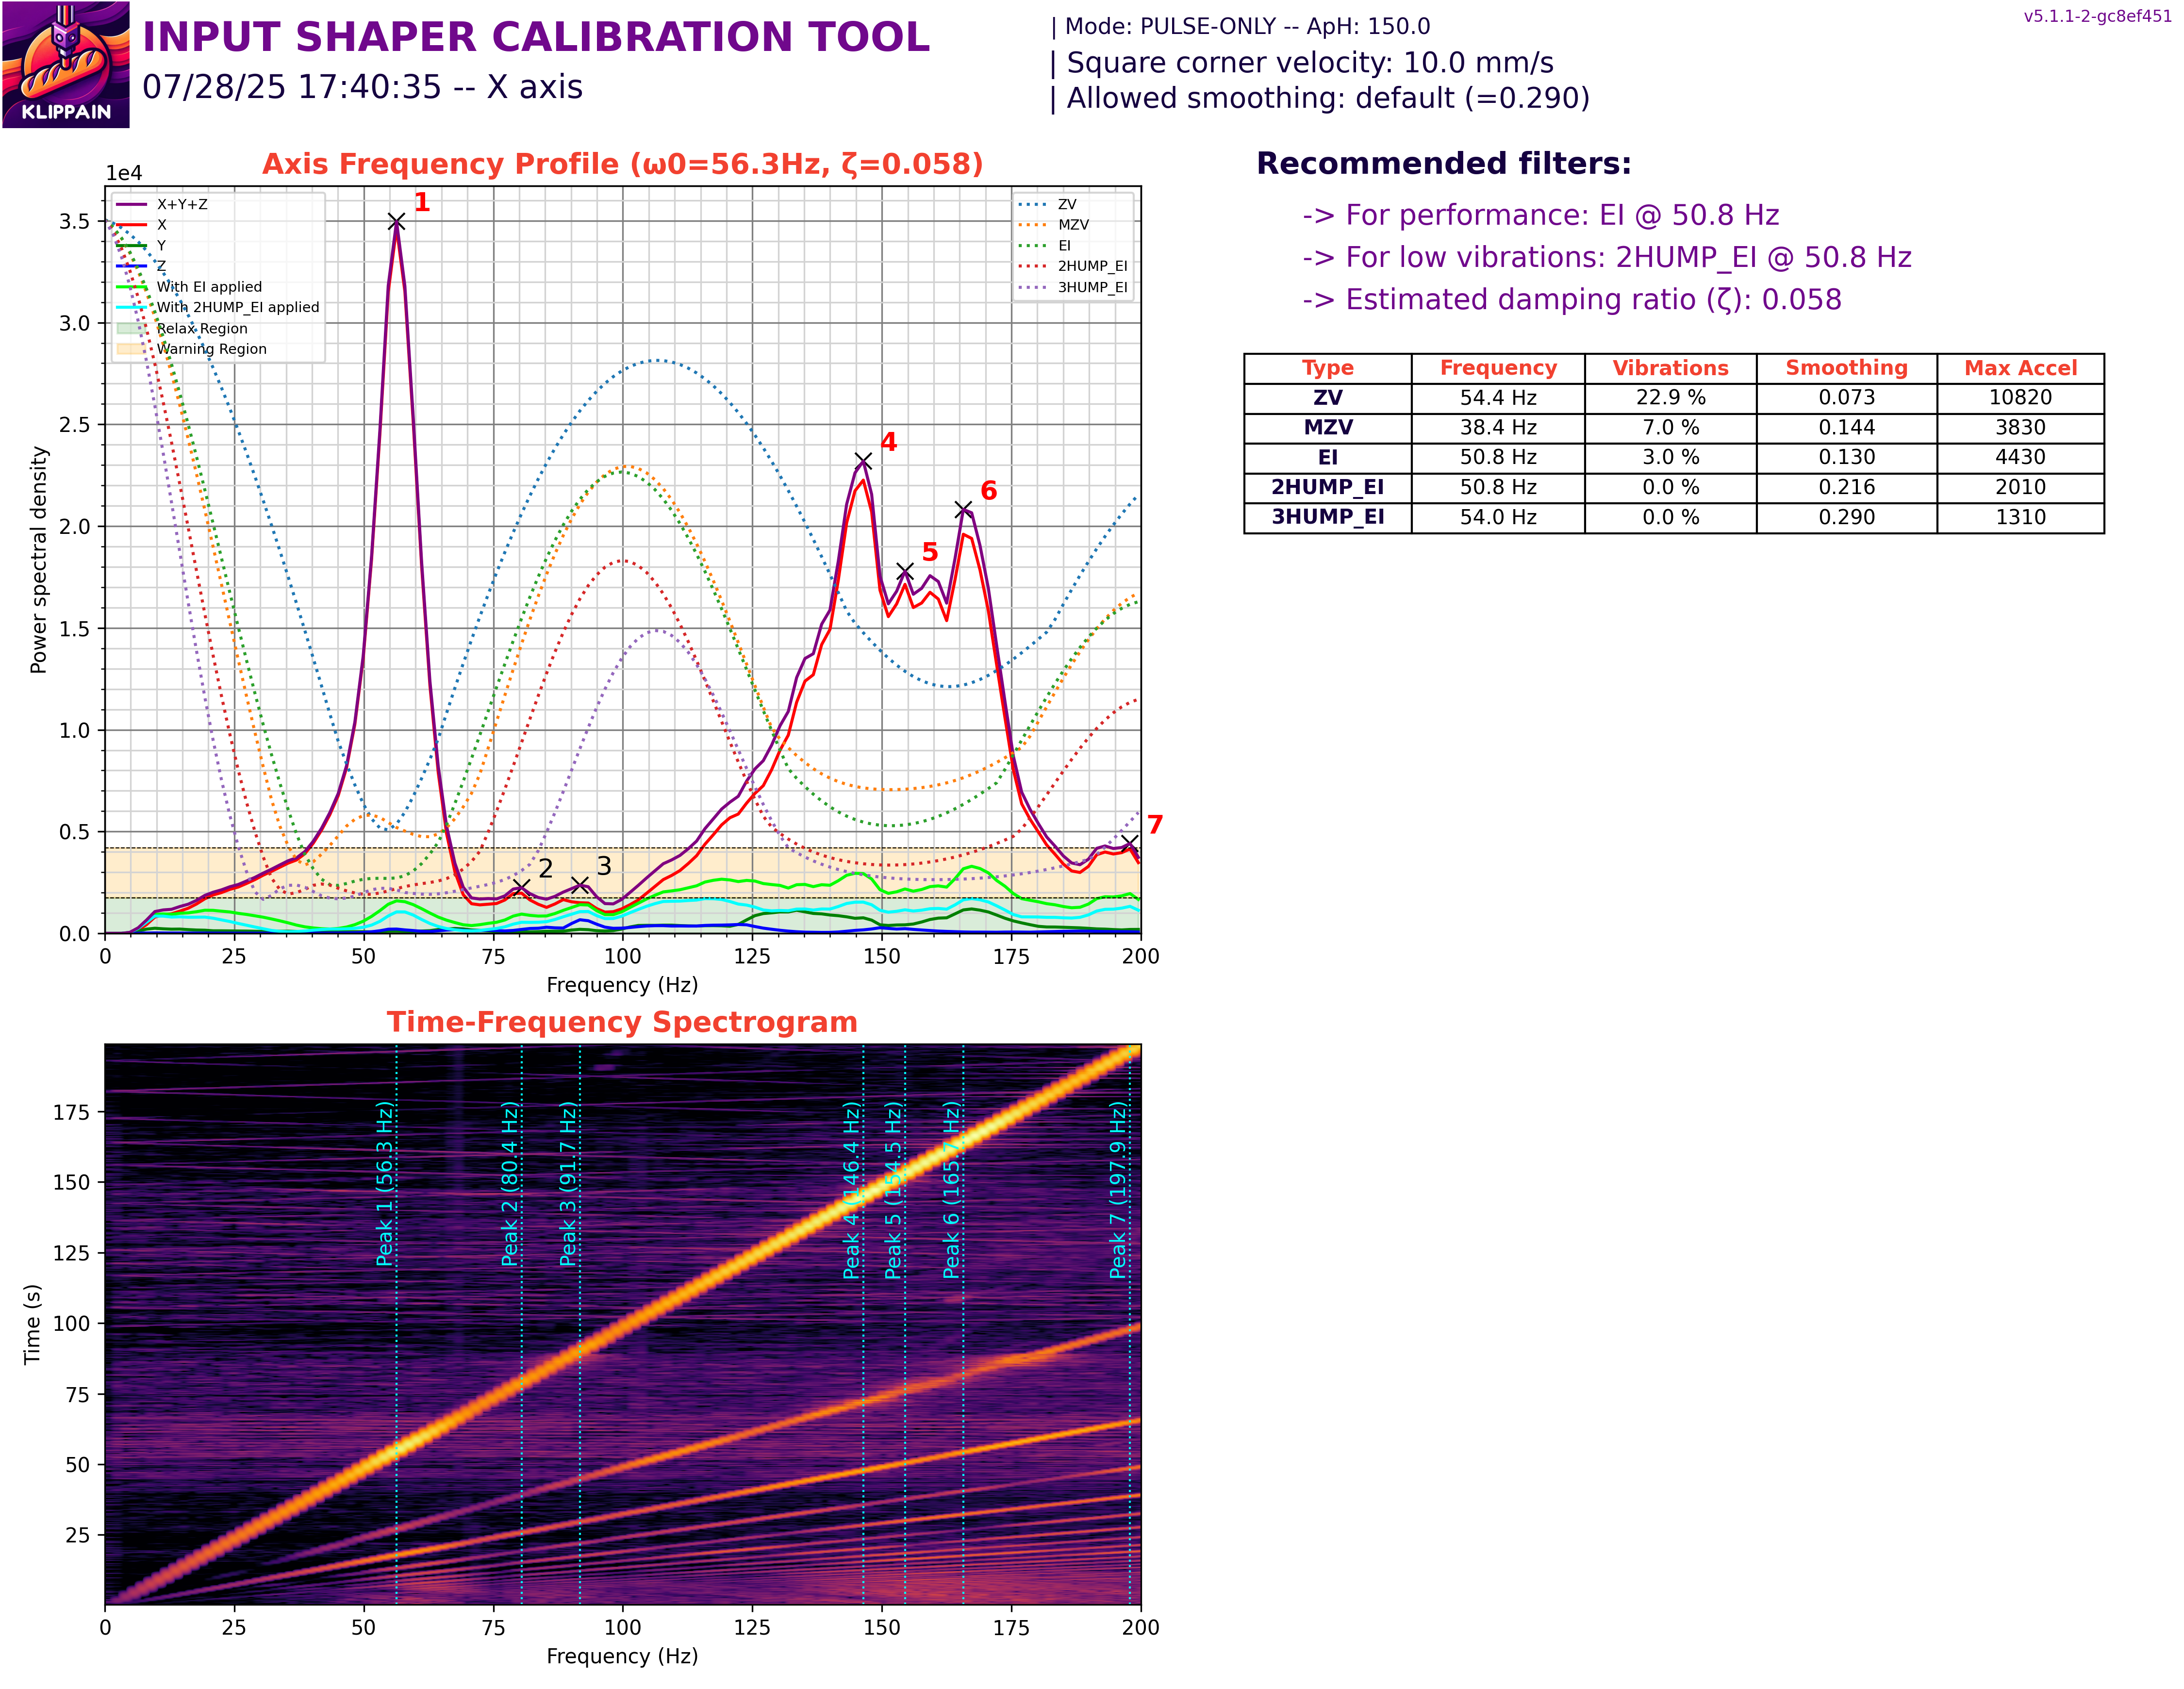 KLIPPAIN
INPUT SHAPER CALIBRATION TOOL
07/28/25 17:40:35 -- X axis
| Mode: PULSE-ONLY -- ApH: 150.0
| Square corner velocity: 10.0 mm/s
| Allowed smoothing: default (=0.290)
v5.1.1-2-gc8ef451
Axis Frequency Profile (ω0=56.3Hz, ζ=0.058)
1e4
Power spectral density
3.5
3.0
2.5
2.0
1.5
1.0
0.5
0.0
X+Y+Z
X
Y
Z
With EI applied
With 2HUMP_EI applied
Relax Region
Warning Region
ZV
MZV
EI
2HUMP_EI
3HUMP_EI
1
2
3
4
5
6
7
0 25 50 75 100 125 150 175 200
Frequency (Hz)
Recommended filters:
-> For performance: EI @ 50.8 Hz
-> For low vibrations: 2HUMP_EI @ 50.8 Hz
-> Estimated damping ratio (ζ): 0.058
Type Frequency Vibrations Smoothing Max Accel
ZV 54.4 Hz 22.9 % 0.073 10820
MZV 38.4 Hz 7.0 % 0.144 3830
EI 50.8 Hz 3.0 % 0.130 4430
2HUMP_EI 50.8 Hz 0.0 % 0.216 2010
3HUMP_EI 54.0 Hz 0.0 % 0.290 1310
Time-Frequency Spectrogram
Time (s)
175
150
125
100
75
50
25
Peak 1 (56.3 Hz)
Peak 2 (80.4 Hz)
Peak 3 (91.7 Hz)
Peak 4 (146.4 Hz)
Peak 5 (154.5 Hz)
Peak 6 (165.7 Hz)
Peak 7 (197.9 Hz)
0 25 50 75 100 125 150 175 200
Frequency (Hz)